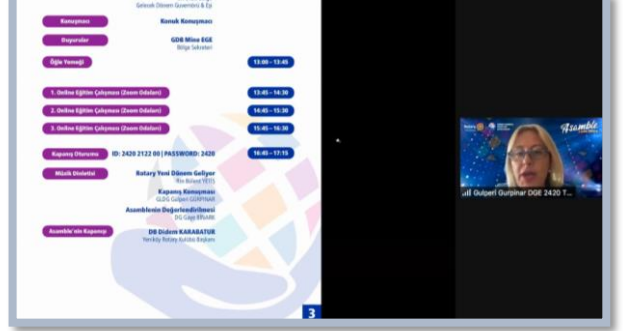 Gelecek Dönem Guvernörü & Eşi
Konuşması Konuk Konuşması
Duyurular GDB Mine EGE
Bölge Sekreteri
Öğle Yemeği 13:00 - 13:45
1. Online Eğitim Çalışması (Zoom Odaları) 13:45 - 14:30
2. Online Eğitim Çalışması (Zoom Odaları) 14:45 - 15:30
3. Online Eğitim Çalışması (Zoom Odaları) 15:45 - 16:30
Kapanış Oturumu ID: 2420 2122 00 | PASSWORD: 2420 16:45 - 17:15
Müzik Dinletisi Rotary Yeni Dönem Geliyor
Kapanış Konuşması
GLDG Gülperi GÜRPINAR
Asamblenin Değerlendirilmesi
Asamble'nin Kapanışı DB Didem KARABATUR
Yeniköy Rotary Kulübü Başkanı
3
Asamble
Gulperi Gurpinar DGE 2420 T...